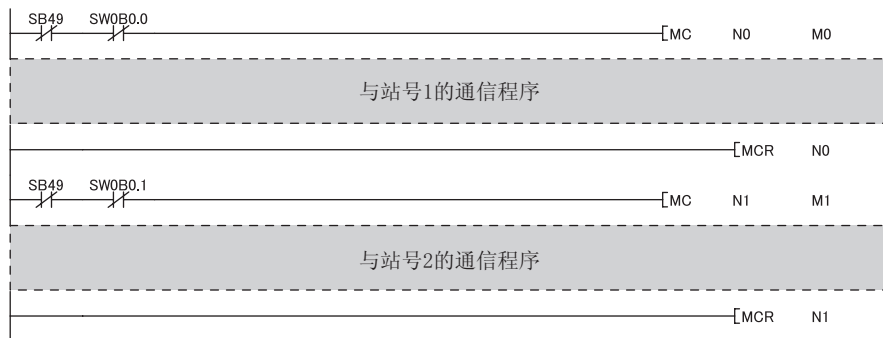 SB49 SW0B0.0
MC N0 M0
与站号1的通信程序
MCR N0
SB49 SW0B0.1
MC N1 M1
与站号2的通信程序
MCR N1